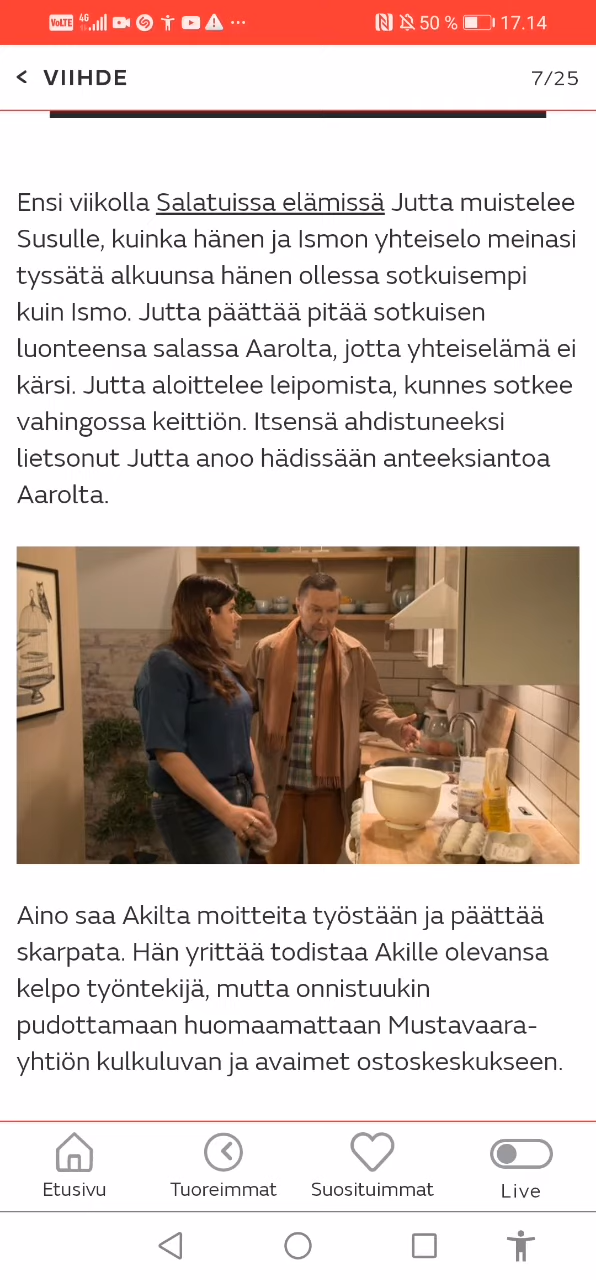 VoLTE 4G 50 % 17.14
< VIIHDE 7/25
Ensi viikolla Salatuissa elämissä Jutta muistelee
Susulle, kuinka hänen ja Ismon yhteiselo meinasi
tyssätä alkuunsa hänen ollessa sotkuisempi
kuin Ismo. Jutta päättää pitää sotkuisen
luonteensa salassa Aarolta, jotta yhteiselämä ei
kärsi. Jutta aloittelee leipomista, kunnes sotkee
vahingossa keittiön. Itsensä ahdistuneeksi
lietsonut Jutta anoo hädissään anteeksiantoa
Aarolta.
Aino saa Akilta moitteita työstään ja päättää
skarpata. Hän yrittää todistaa Akille olevansa
kelpo työntekijä, mutta onnistuukin
pudottamaan huomaamattaan Mustavaara-
yhtiön kulkuluvan ja avaimet ostoskeskukseen.
Etusivu Tuoreimmat Suosituimmat Live